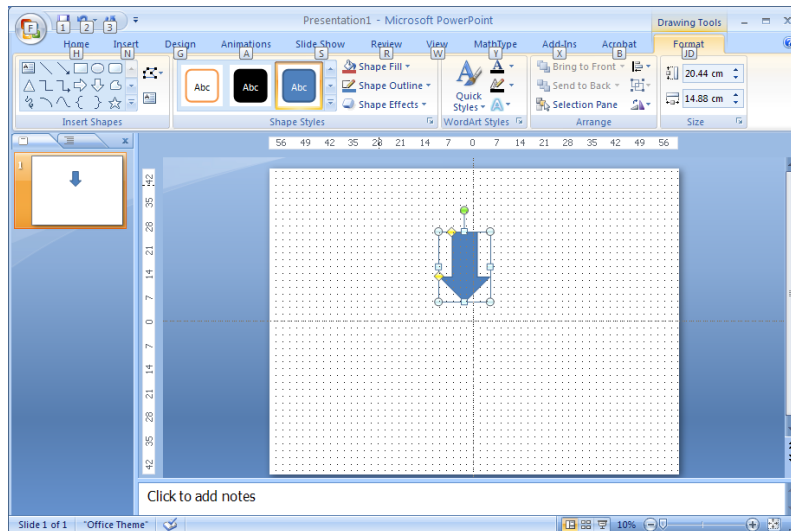 F 1 2 3 Presentation1 - Microsoft PowerPoint Drawing Tools
Home Insert Design Animations Slide Show Review View MathType Add-Ins Acrobat Format
H N G A S R W Y X B JD
Abc Abc Abc
Shape Fill
Shape Outline
Shape Effects
Quick
Styles
A A A
Bring to Front
Send to Back
Selection Pane
20.44 cm
14.88 cm
Insert Shapes Shape Styles WordArt Styles Arrange Size
56 49 42 35 28 21 14 7 0 7 14 21 28 35 42 49 56
1
42
35
28
21
14
7
0
7
14
21
28
35
42
Click to add notes
Slide 1 of 1 "Office Theme" 10%